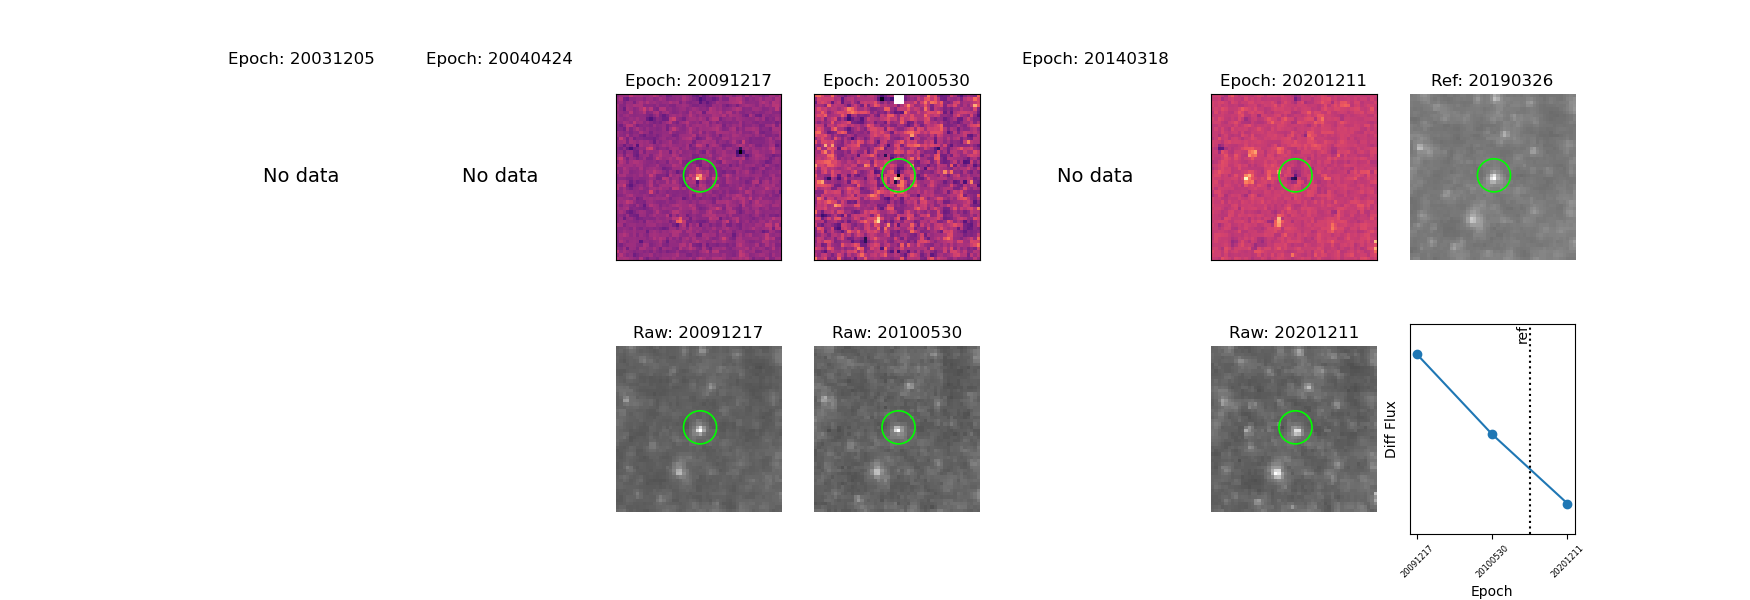 Epoch: 20031205
Epoch: 20040424
Epoch: 20140318
Epoch: 20091217
Epoch: 20100530
Epoch: 20201211
Ref: 20190326
No data
No data
No data
Raw: 20091217
Raw: 20100530
Raw: 20201211
ref
Diff Flux
20091217
20100530
20201211
Epoch